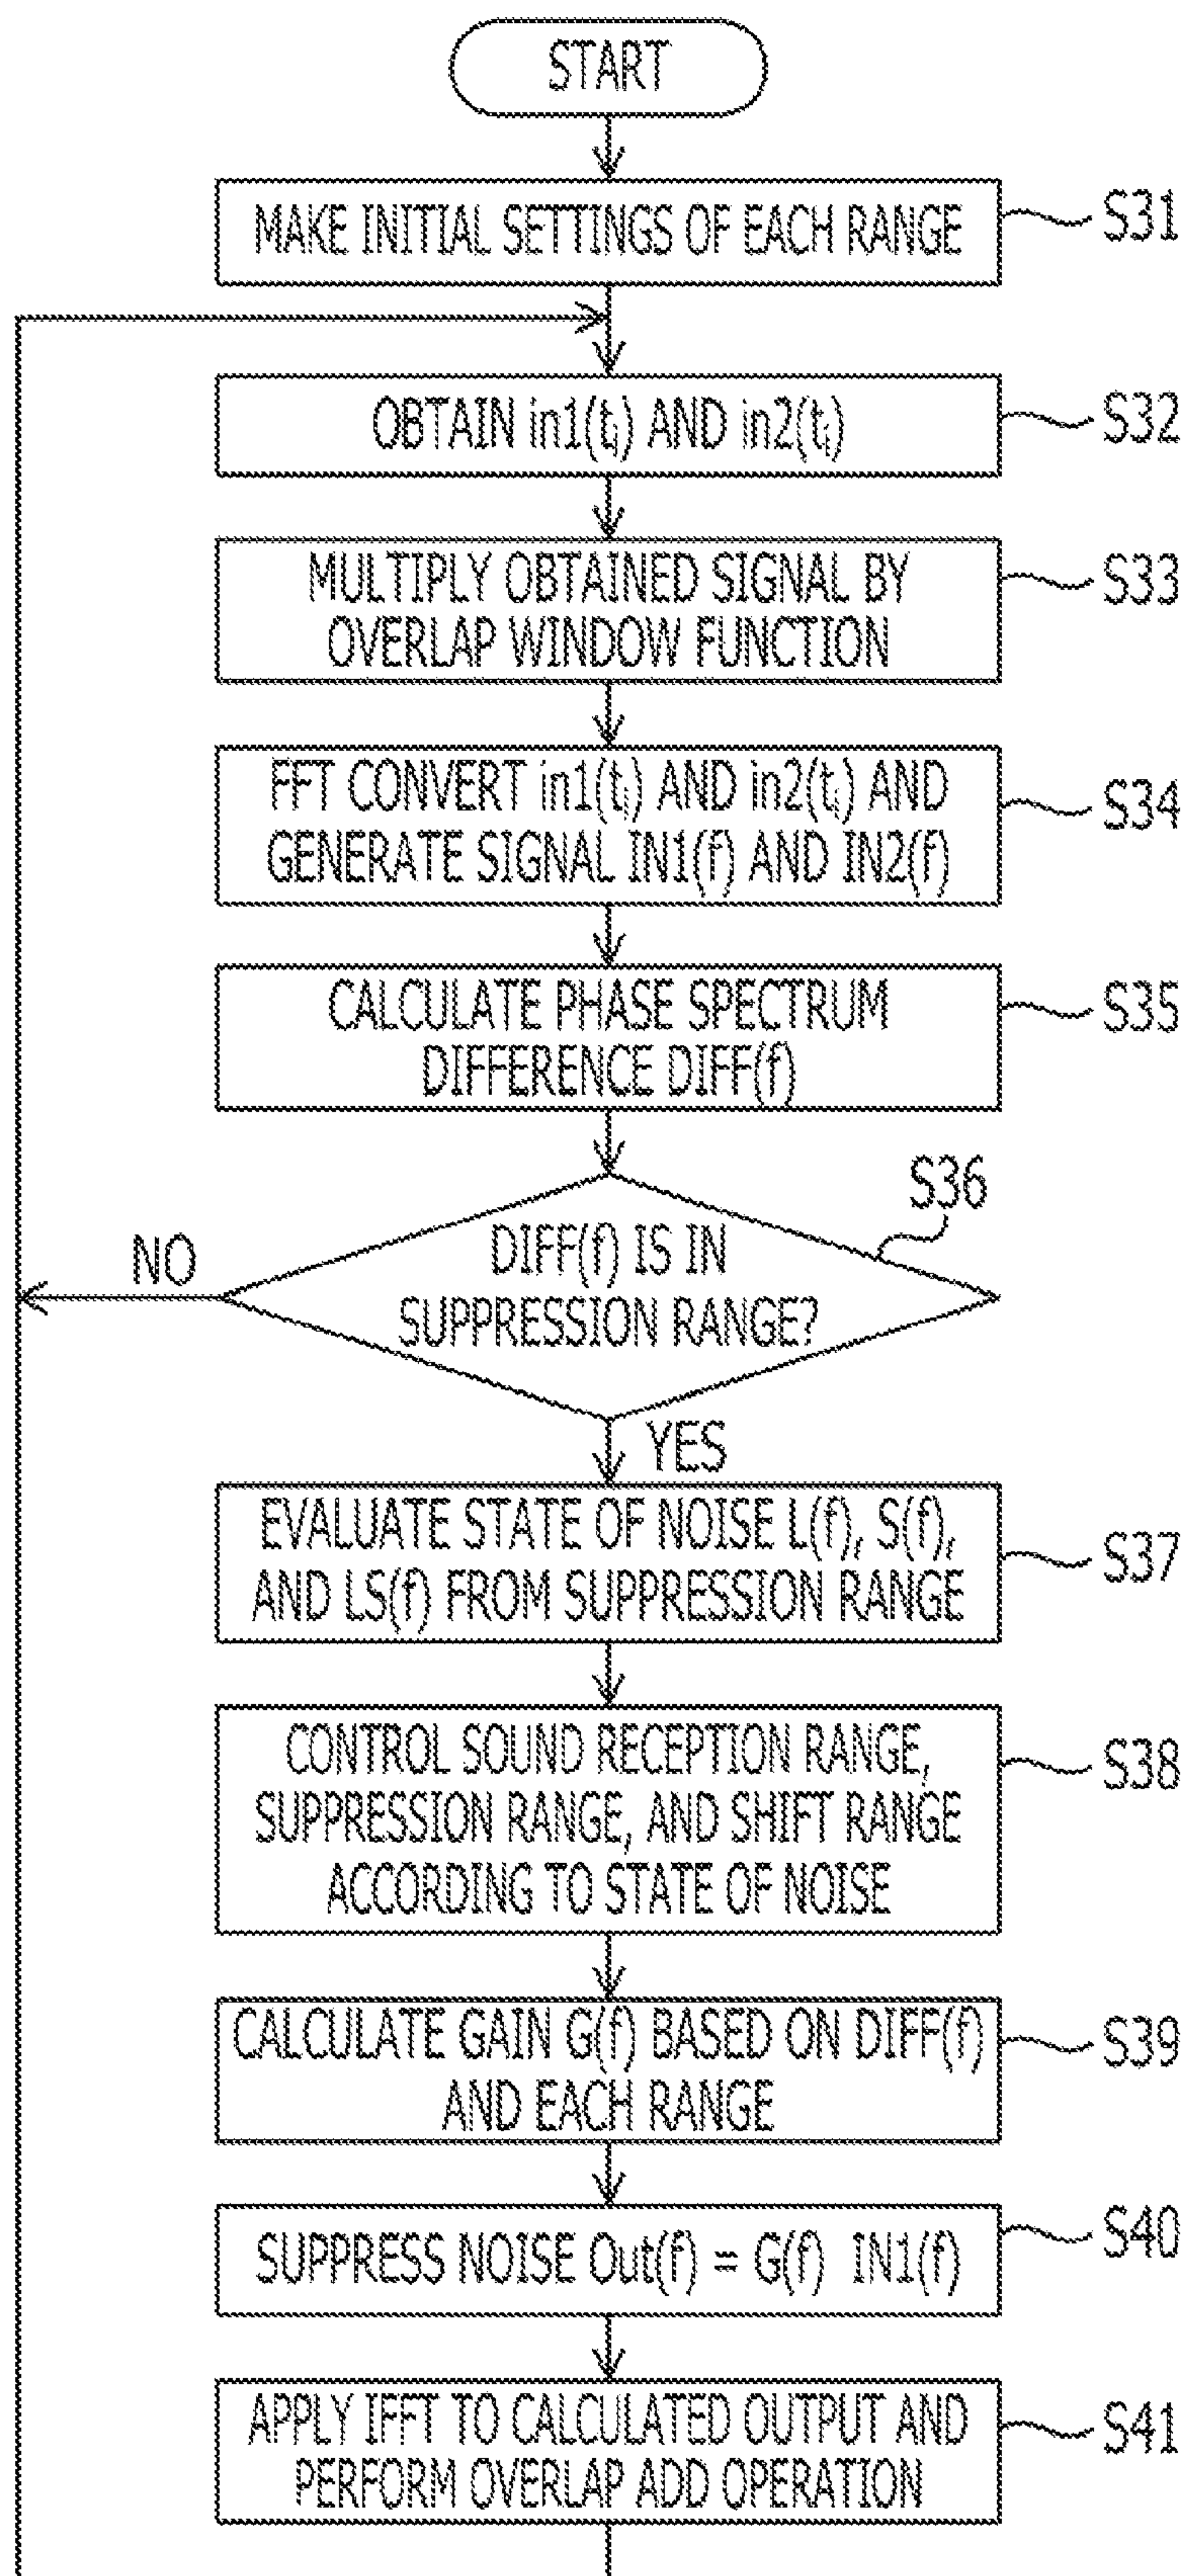 START
MAKE INITIAL SETTINGS OF EACH RANGE
S31
OBTAIN in1(ti) AND in2(ti)
S32
MULTIPLY OBTAINED SIGNAL BY
OVERLAP WINDOW FUNCTION
S33
FFT CONVERT in1(ti) AND in2(ti) AND
GENERATE SIGNAL IN1(f) AND IN2(f)
S34
CALCULATE PHASE SPECTRUM
DIFFERENCE DIFF(f)
S35
S36
DIFF(f) IS IN
SUPPRESSION RANGE?
NO
YES
EVALUATE STATE OF NOISE L(f), S(f),
AND LS(f) FROM SUPPRESSION RANGE
S37
CONTROL SOUND RECEPTION RANGE,
SUPPRESSION RANGE, AND SHIFT RANGE
ACCORDING TO STATE OF NOISE
S38
CALCULATE GAIN G(f) BASED ON DIFF(f)
AND EACH RANGE
S39
SUPPRESS NOISE Out(f) = G(f) IN1(f)
S40
APPLY IFFT TO CALCULATED OUTPUT AND
PERFORM OVERLAP ADD OPERATION
S41